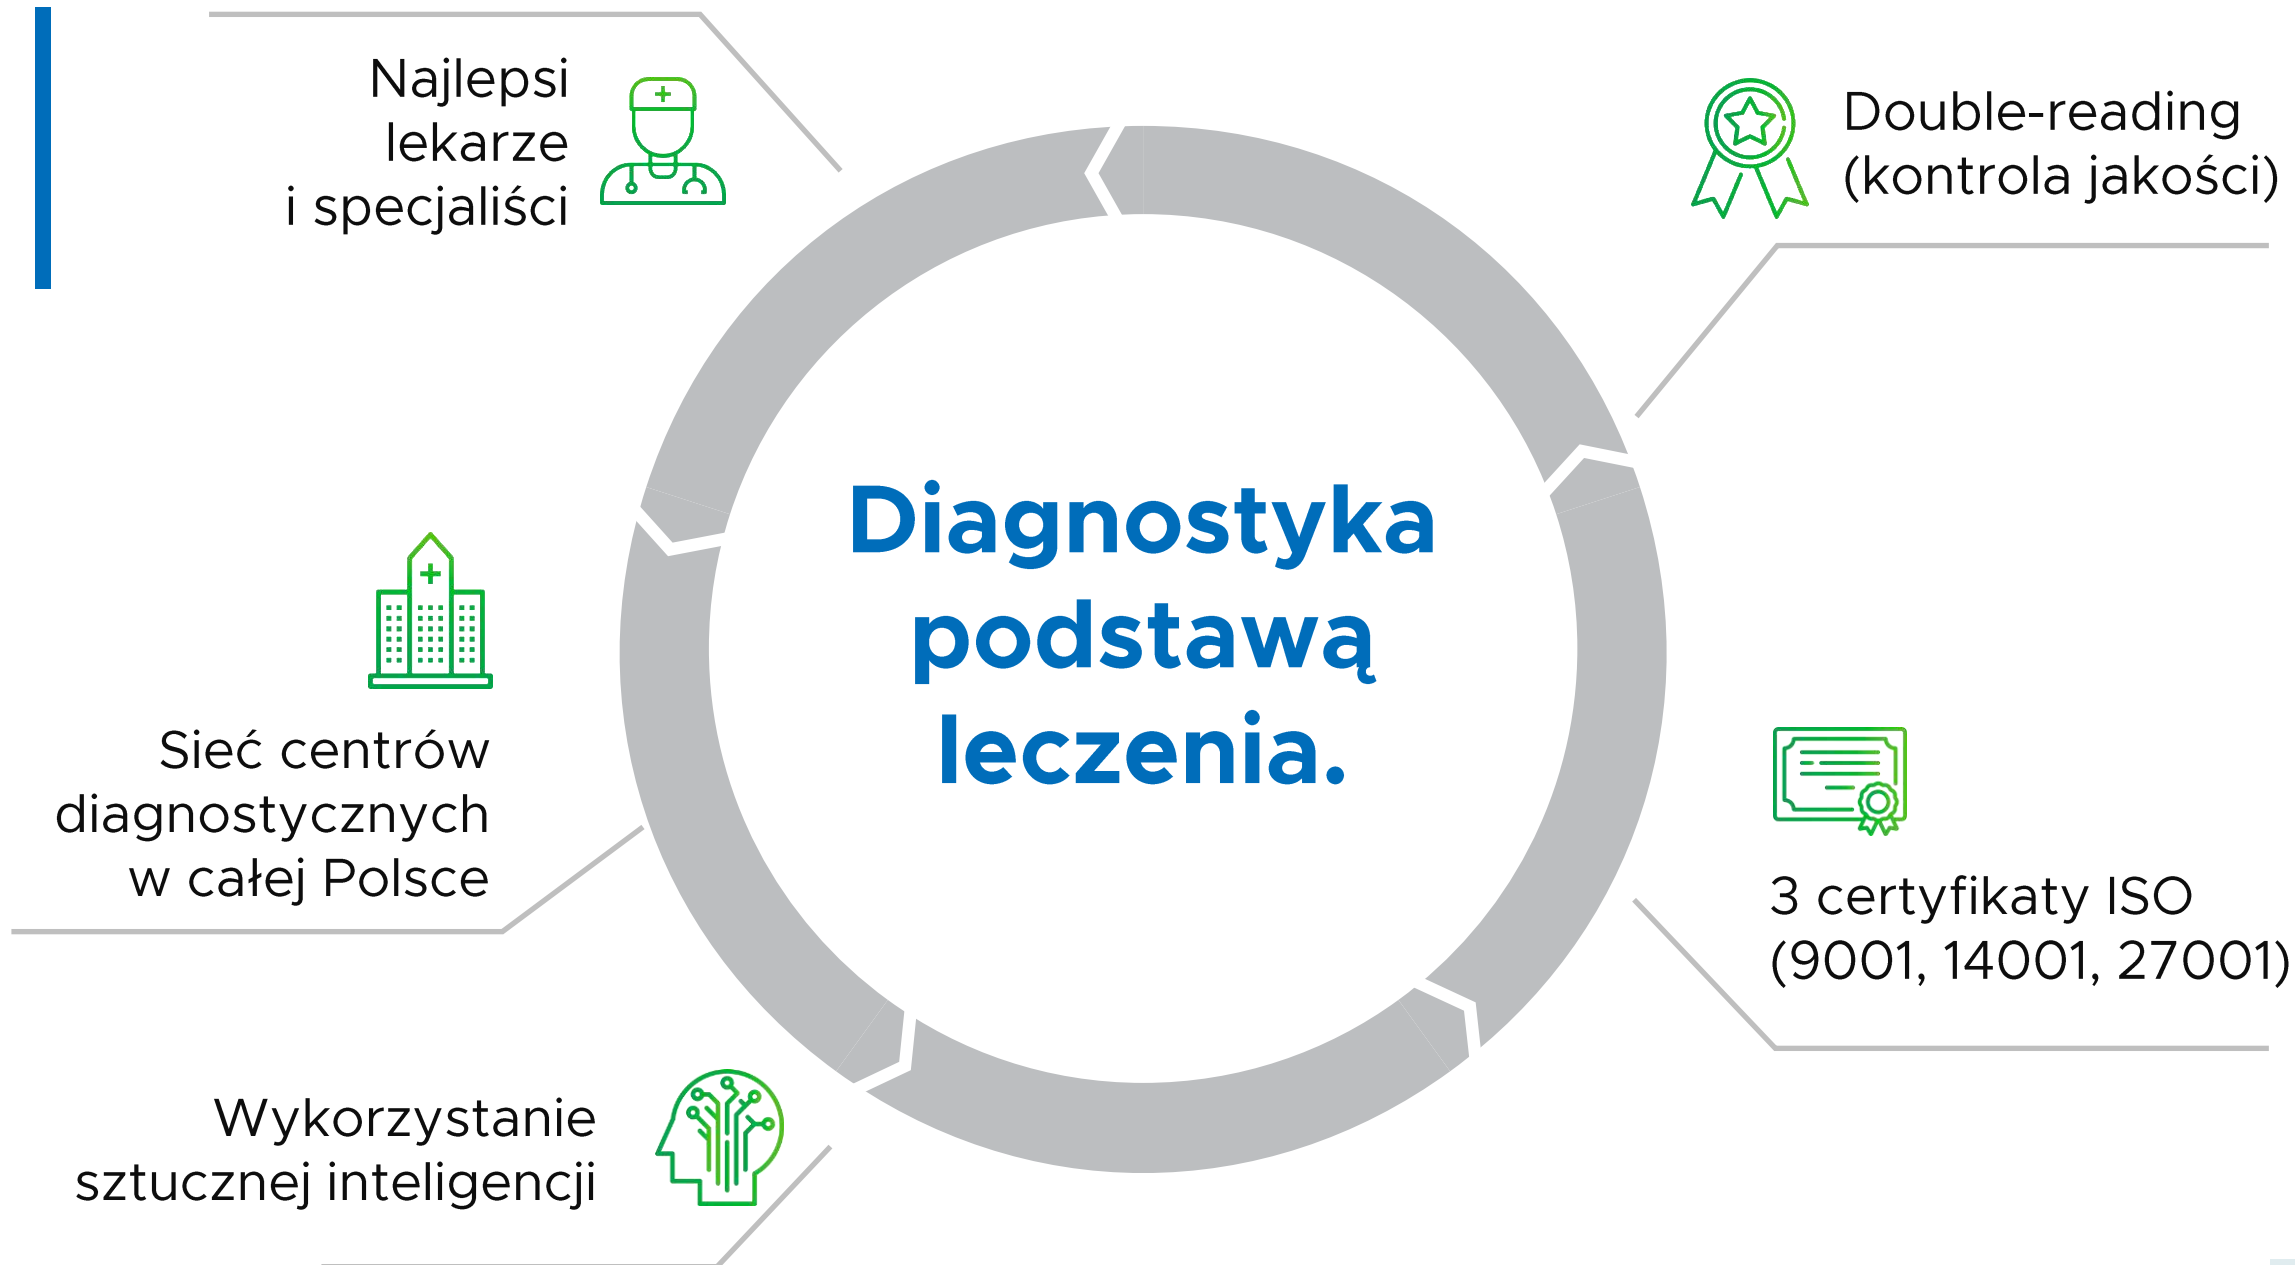 Najlepsi
lekarze
i specjaliści
Double-reading
(kontrola jakości)
Diagnostyka
podstawą
leczenia.
Sieć centrów
diagnostycznych
w całej Polsce
3 certyfikaty ISO
(9001, 14001, 27001)
Wykorzystanie
sztucznej inteligencji